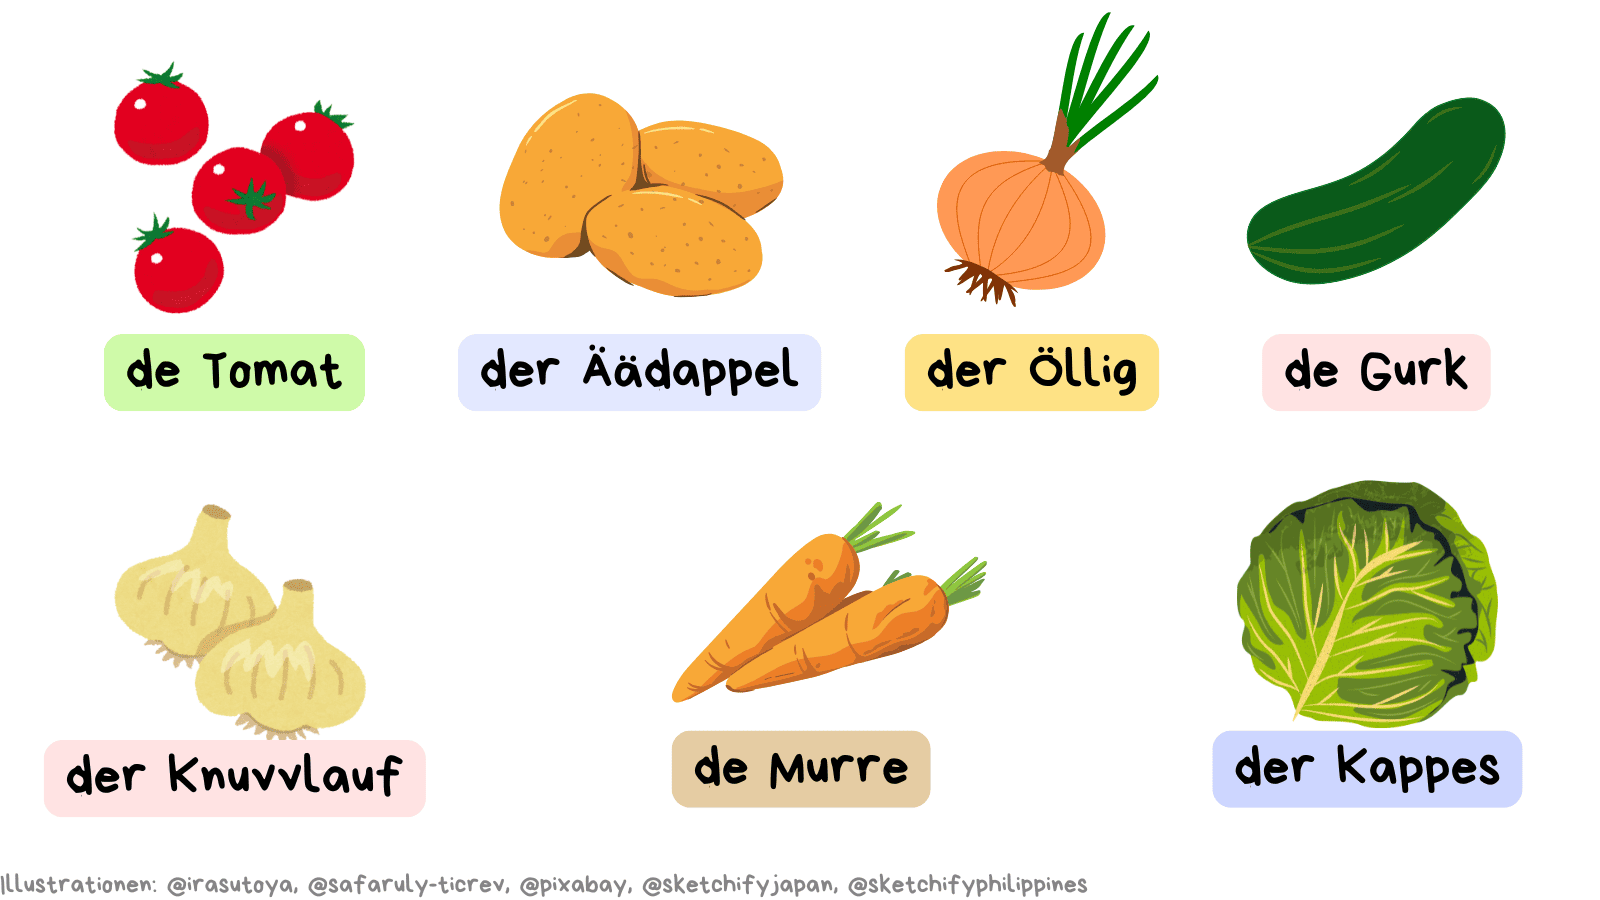 de Tomat
der Äädappel
der Öllig
de Gurk
der Knuvvlauf
de Murre
der Kappes
Illustrationen: @irasutoya, @safaruly-ticrev, @pixabay, @sketchifyjapan, @sketchifyphilippines